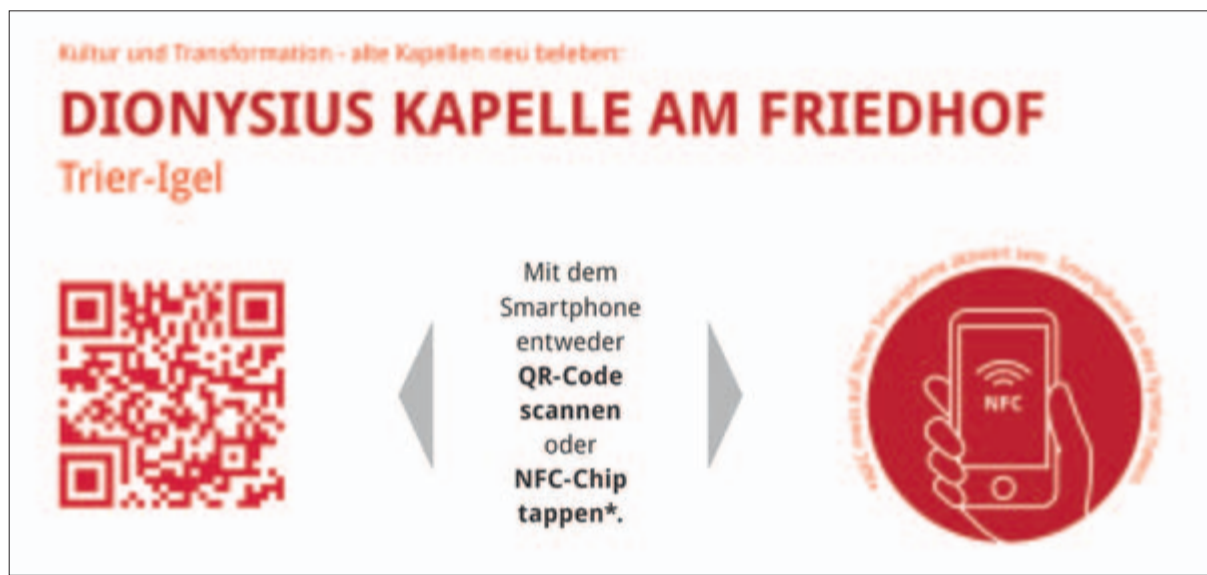 Kultur und Transformation - alte Kapellen neu beleben:
DIONYSIUS KAPELLE AM FRIEDHOF
Trier-Igel
Mit dem
Smartphone
entweder
QR-Code
scannen
oder
NFC-Chip
tappen*.
NFC